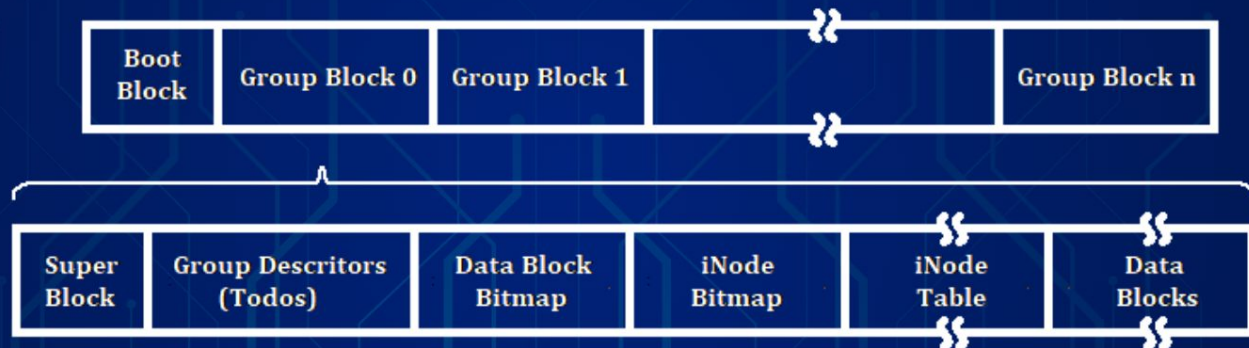 Boot
Block
Group Block 0
Group Block 1
Group Block n
Super
Block
Group Descritors
(Todos)
Data Block
Bitmap
iNode
Bitmap
iNode
Table
Data
Blocks